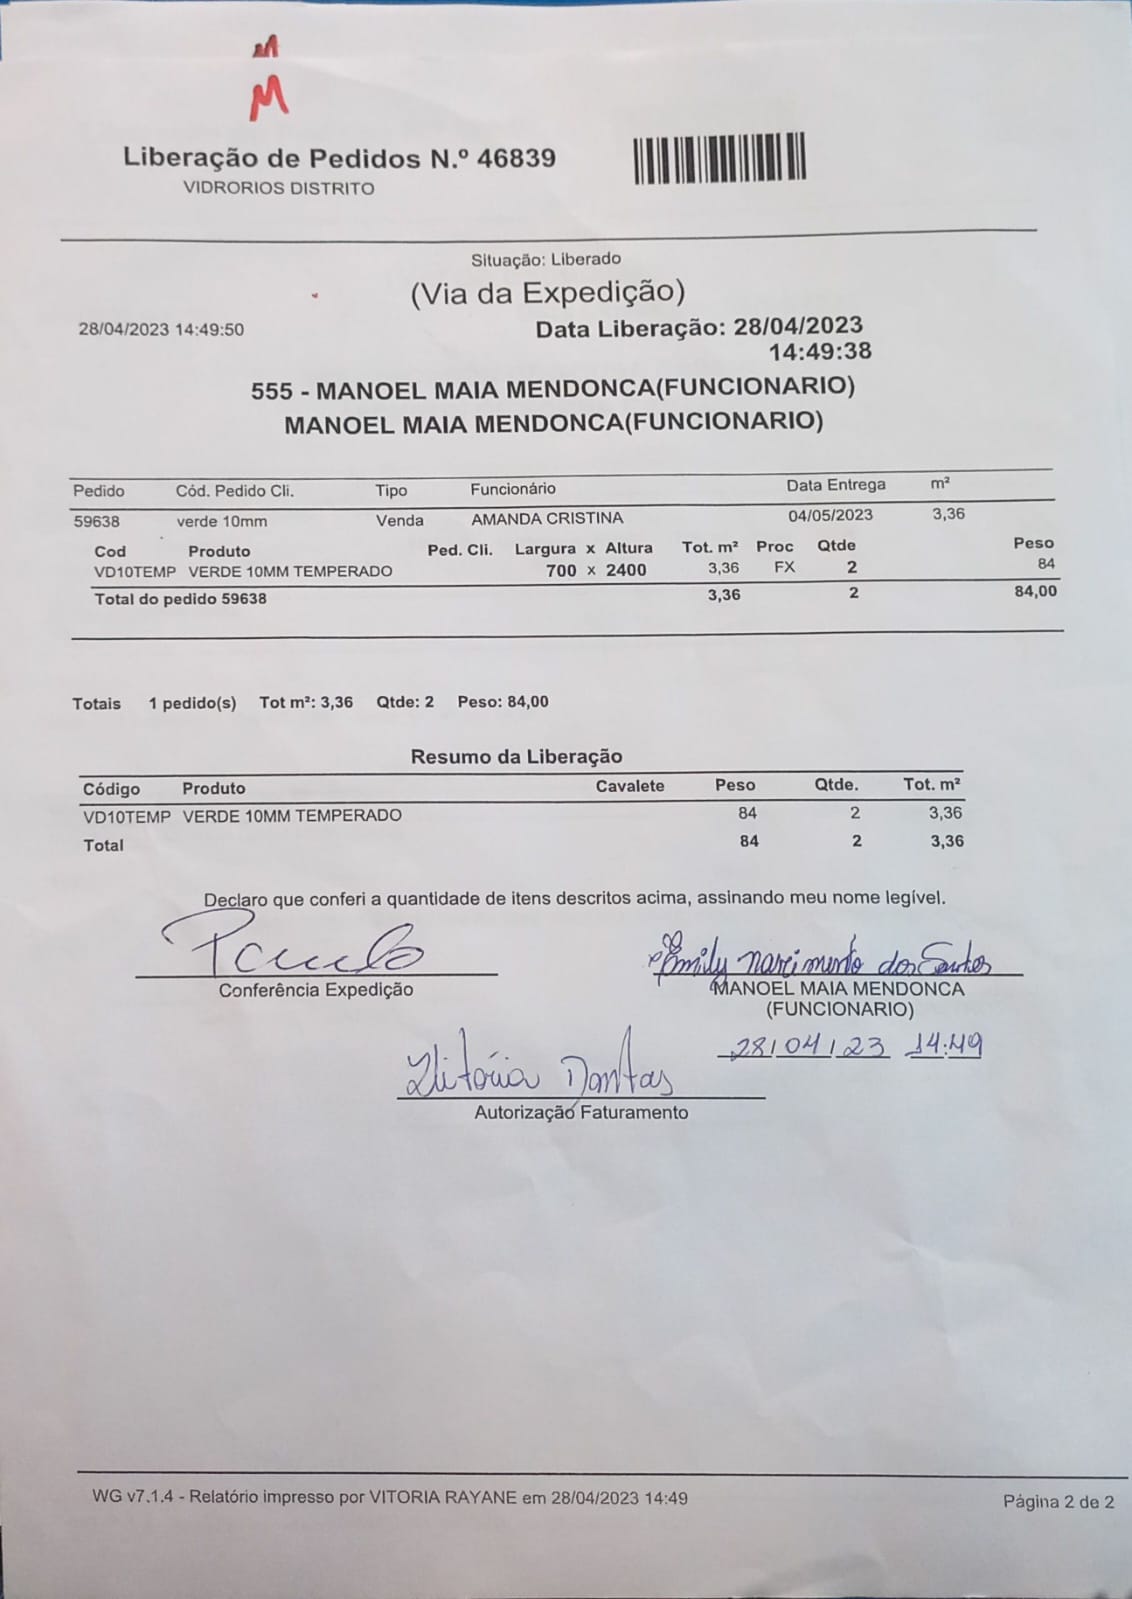 M
M
Liberação de Pedidos N.º 46839
VIDRORIOS DISTRITO
Situação: Liberado
(Via da Expedição)
28/04/2023 14:49:50
Data Liberação: 28/04/2023
14:49:38
555 - MANOEL MAIA MENDONCA(FUNCIONARIO)
MANOEL MAIA MENDONCA(FUNCIONARIO)
Pedido Cód. Pedido Cli. Tipo Funcionário Data Entrega m²
59638 verde 10mm Venda AMANDA CRISTINA 04/05/2023 3,36
Cod Produto Ped. Cli. Largura x Altura Tot. m² Proc Qtde Peso
VD10TEMP VERDE 10MM TEMPERADO 700 x 2400 3,36 FX 2 84
Total do pedido 59638 3,36 2 84,00
Totais 1 pedido(s) Tot m²: 3,36 Qtde: 2 Peso: 84,00
Resumo da Liberação
Código Produto Cavalete Peso Qtde. Tot. m²
VD10TEMP VERDE 10MM TEMPERADO 84 2 3,36
Total 84 2 3,36
Declaro que conferi a quantidade de itens descritos acima, assinando meu nome legível.
Emily nascimento dos Santos
Conferência Expedição
MANOEL MAIA MENDONCA
(FUNCIONARIO)
28/04/23 14:49
Vitória Dantas
Autorização Faturamento
WG v7.1.4 - Relatório impresso por VITORIA RAYANE em 28/04/2023 14:49
Página 2 de 2